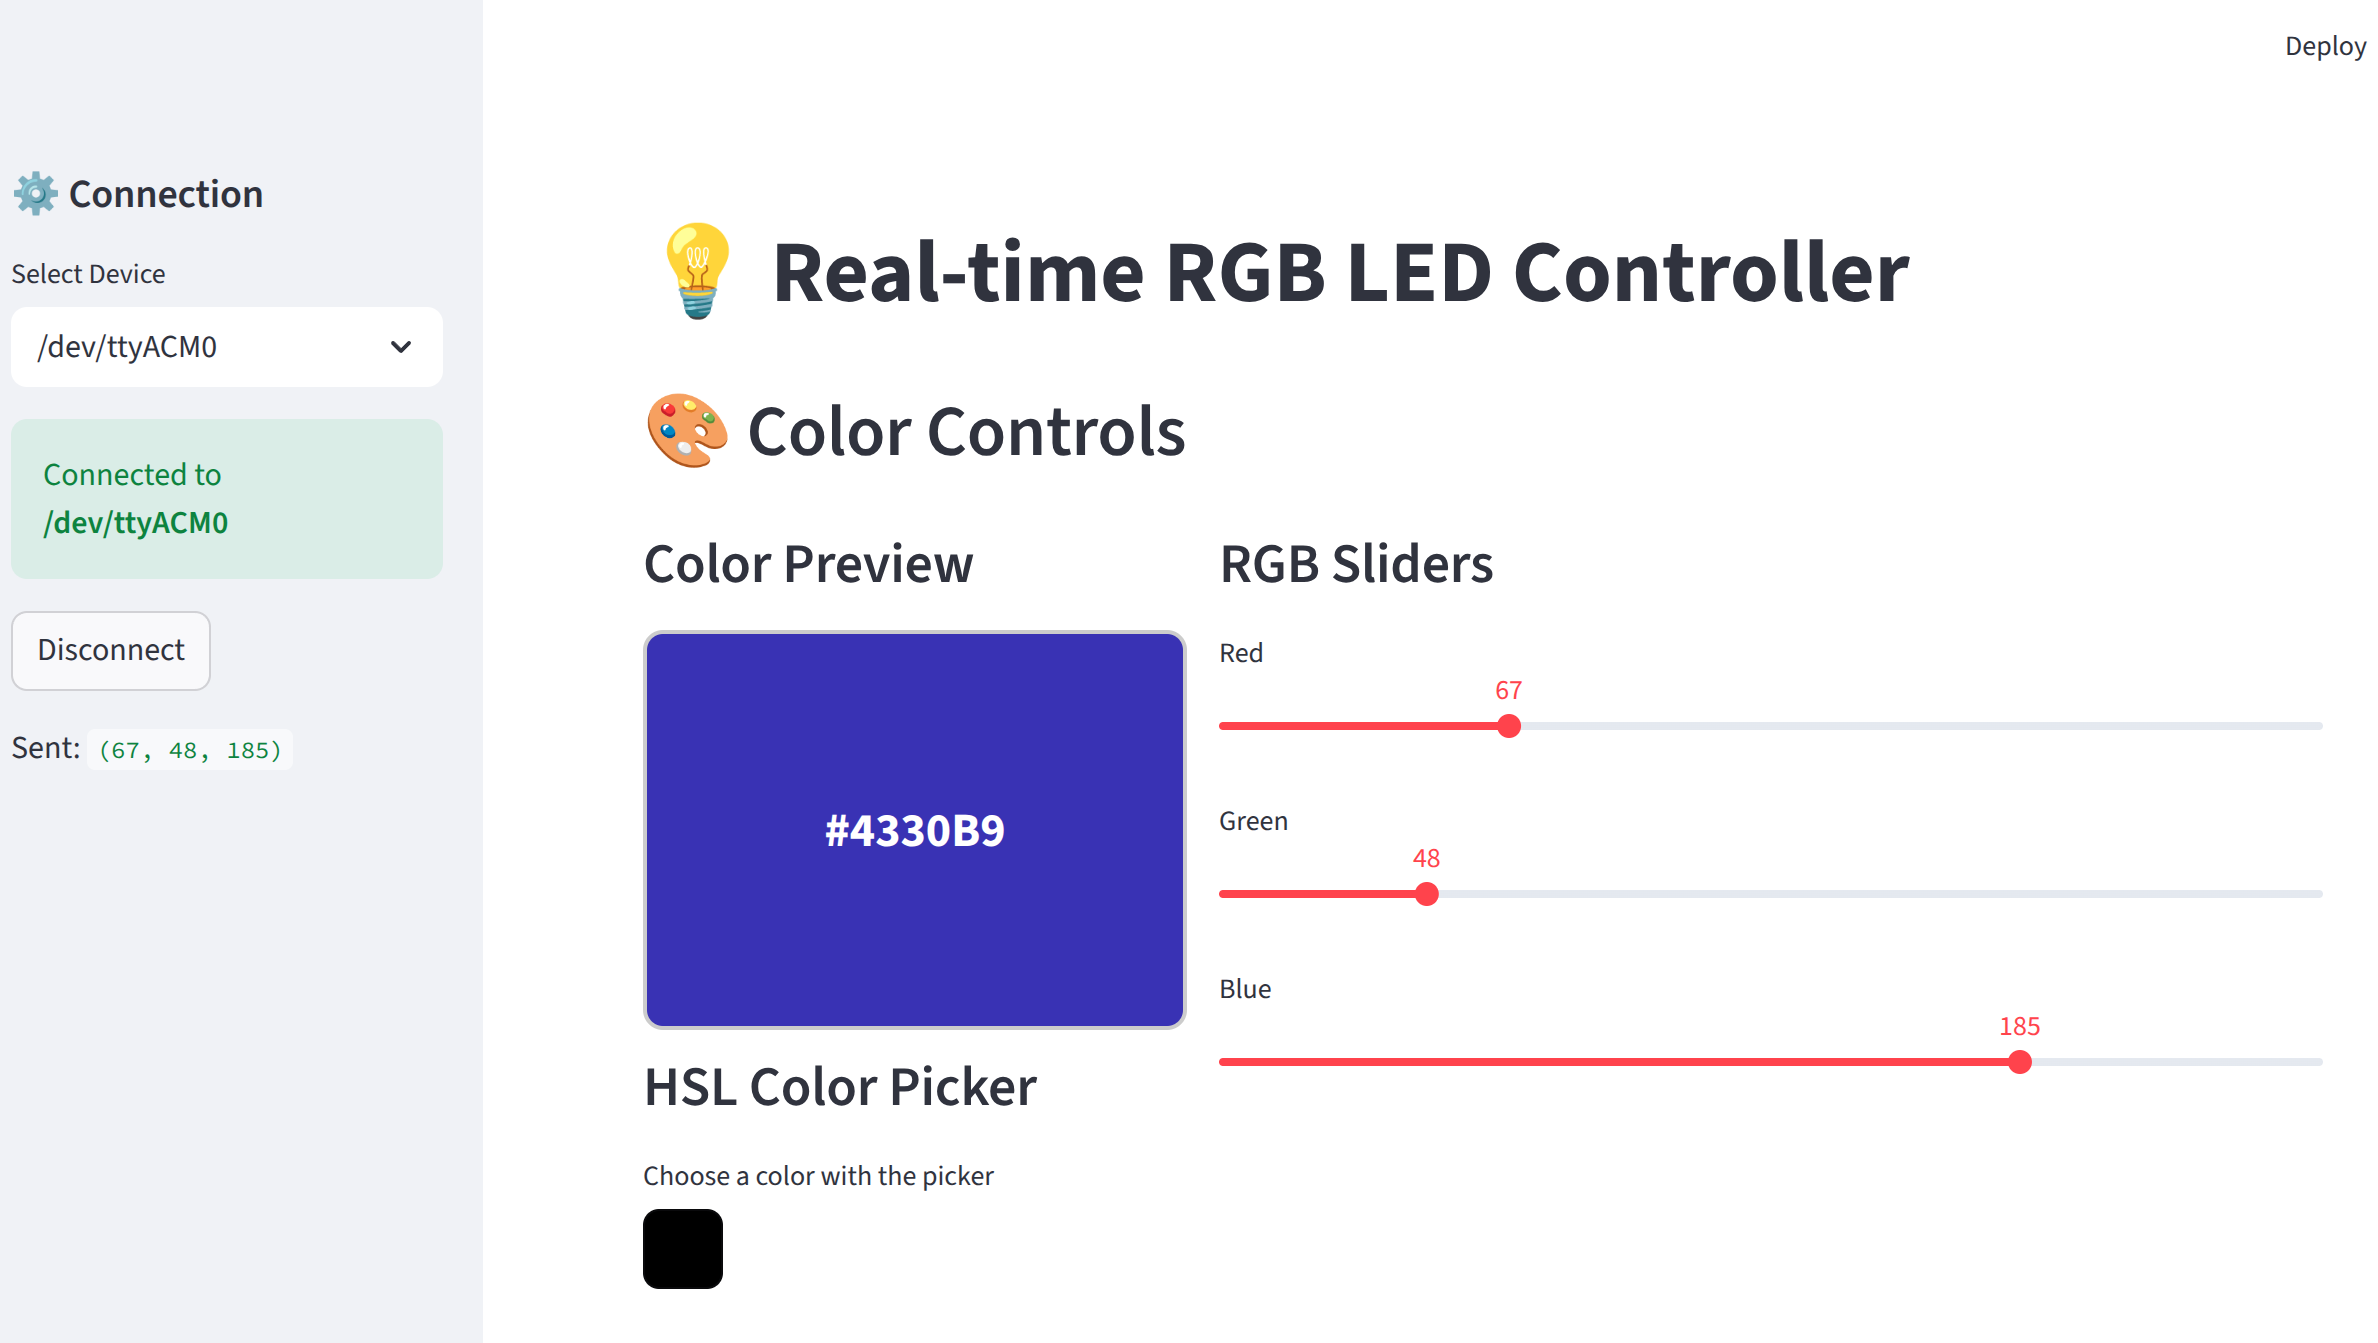 Deploy
Connection
Select Device
/dev/ttyACM0
Connected to
/dev/ttyACM0
Disconnect
Sent: (67, 48, 185)
Real-time RGB LED Controller
Color Controls
Color Preview
#4330B9
HSL Color Picker
Choose a color with the picker
RGB Sliders
Red
67
Green
48
Blue
185